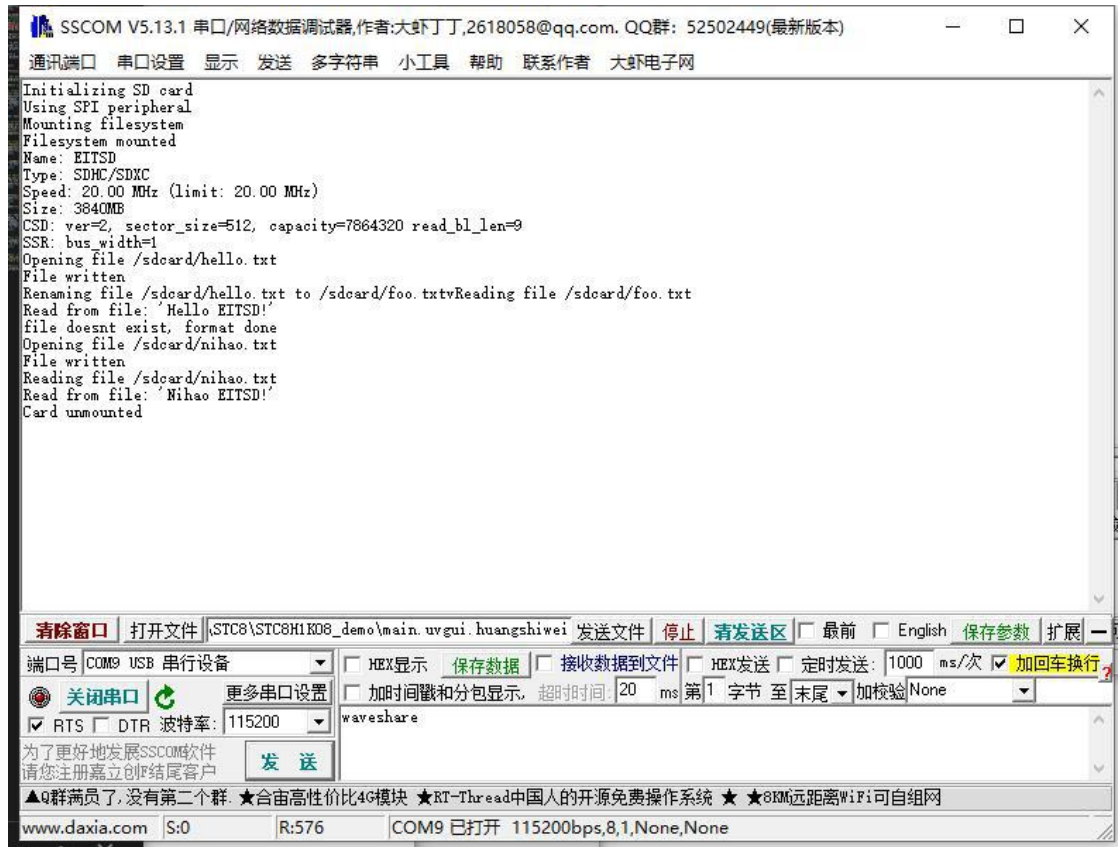 SSCOM V5.13.1 串口/网络数据调试器,作者:大虾丁丁,2618058@qq.com. QQ群: 52502449(最新版本)
通讯端口 串口设置 显示 发送 多字符串 小工具 帮助 联系作者 大虾电子网
Initializing SD card
Using SPI peripheral
Mounting filesystem
Filesystem mounted
Name: EITSD
Type: SDHC/SDXC
Speed: 20.00 MHz (limit: 20.00 MHz)
Size: 3840MB
CSD: ver=2, sector_size=512, capacity=7864320 read_bl_len=9
SSR: bus_width=1
Opening file /sdcard/hello.txt
File written
Renaming file /sdcard/hello.txt to /sdcard/foo.txtvReading file /sdcard/foo.txt
Read from file: 'Hello EITSD!'
file doesnt exist, format done
Opening file /sdcard/nihao.txt
File written
Reading file /sdcard/nihao.txt
Read from file: 'Nihao EITSD!'
Card unmounted
清除窗口 打开文件 \STC8\STC8H1K08_demo\main.uvgui.huangshiwei 发送文件 停止 清发送区 最前 English 保存参数 扩展 —
端口号 COM9 USB 串行设备 HEX显示 保存数据 接收数据到文件 HEX发送 定时发送: 1000 ms/次 加回车换行
关闭串口 更多串口设置 加时间戳和分包显示, 超时时间: 20 ms 第1 字节 至 末尾 加校验 None
RTS DTR 波特率: 115200 waveshare
为了更好地发展SSCOM软件
请您注册嘉立创F结尾客户 发 送
▲Q群满员了,没有第二个群. ★合宙高性价比4G模块 ★RT-Thread中国人的开源免费操作系统 ★ ★8KM远距离WiFi可自组网
www.daxia.com S:0 R:576 COM9 已打开 115200bps,8,1,None,None